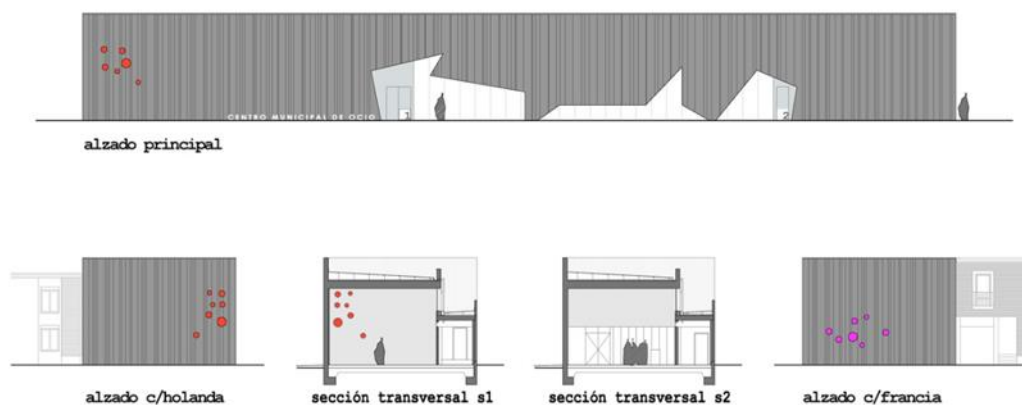 1
2
CENTRO MUNICIPAL DE OCIO
alzado principal
alzado c/holanda
sección transversal s1
sección transversal s2
alzado c/francia